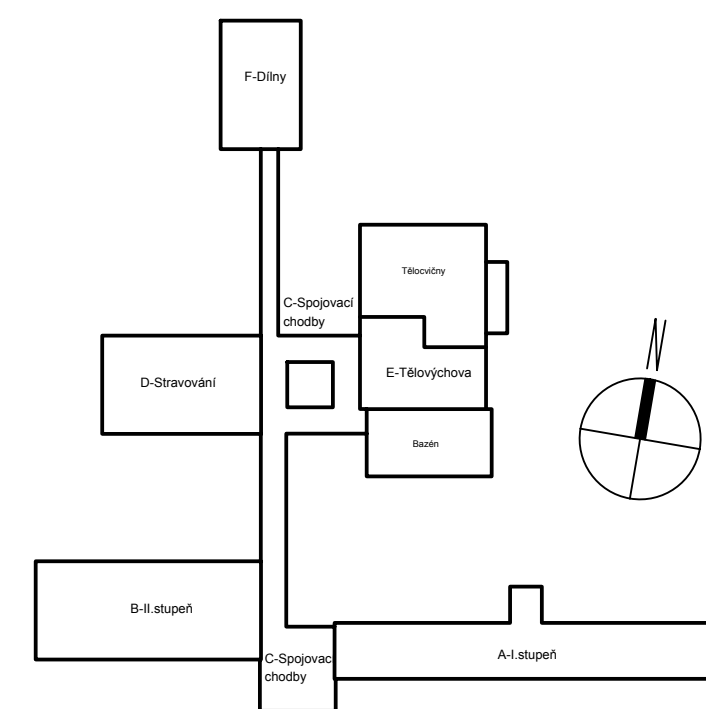 F-Dílny
Tělocvičny
C-Spojovací
chodby
N
D-Stravování
E-Tělovýchova
Bazén
B-II.stupeň
C-Spojovac
chodby
A-I.stupeň